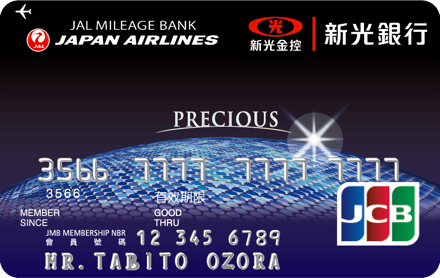 JAL MILEAGE BANK
JAL JAPAN AIRLINES
新光金控
新光銀行
PRECIOUS
3566 7777 7777 7777
3566
百效期限
MEMBER SINCE
GOOD THRU
JMB MEMBERSHIP NBR
會員號碼
12 345 6789
MR. TABITO OZORA
JCB